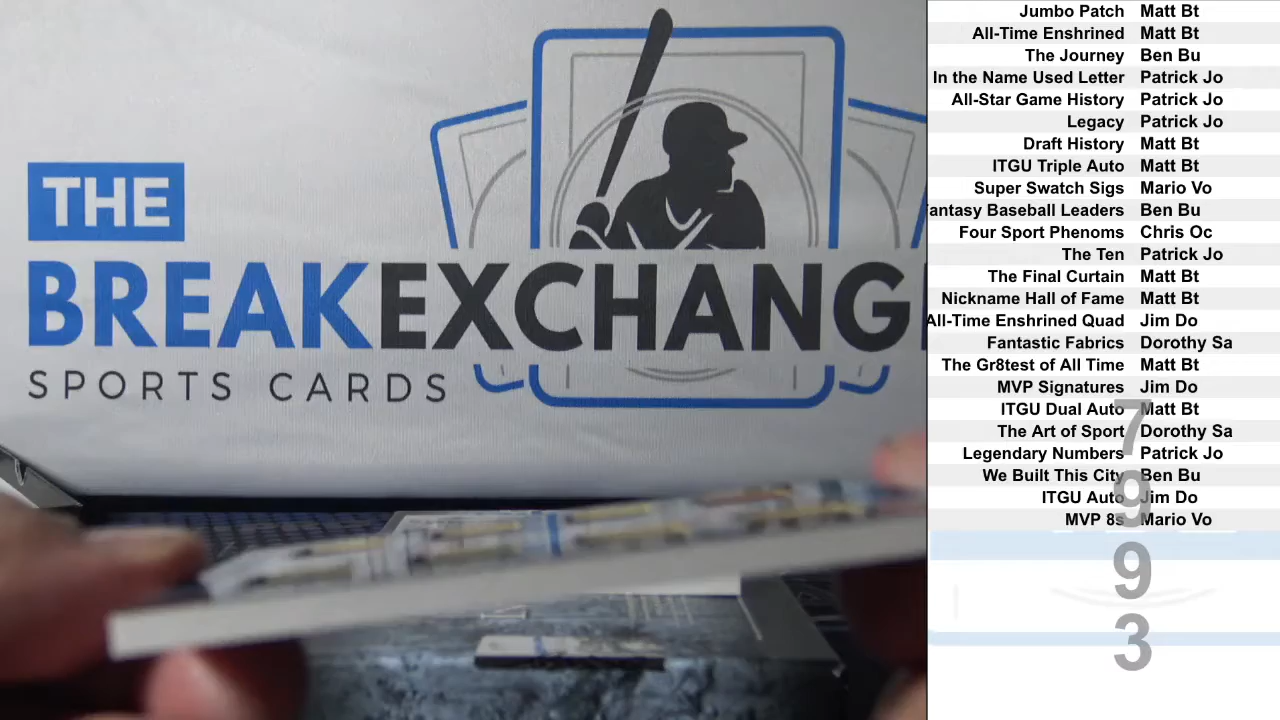 THE
BREAKEXCHANG
SPORTS CARDS
Jumbo Patch Matt Bt
All-Time Enshrined Matt Bt
The Journey Ben Bu
In the Name Used Letter Patrick Jo
All-Star Game History Patrick Jo
Legacy Patrick Jo
Draft History Matt Bt
ITGU Triple Auto Matt Bt
Super Swatch Sigs Mario Vo
antasy Baseball Leaders Ben Bu
Four Sport Phenoms Chris Oc
The Ten Patrick Jo
The Final Curtain Matt Bt
Nickname Hall of Fame Matt Bt
All-Time Enshrined Quad Jim Do
Fantastic Fabrics Dorothy Sa
The Gr8test of All Time Matt Bt
MVP Signatures Jim Do
ITGU Dual Auto Matt Bt
The Art of Sport Dorothy Sa
Legendary Numbers Patrick Jo
We Built This City Ben Bu
ITGU Auto Jim Do
MVP 8s Mario Vo
7
9
9
3